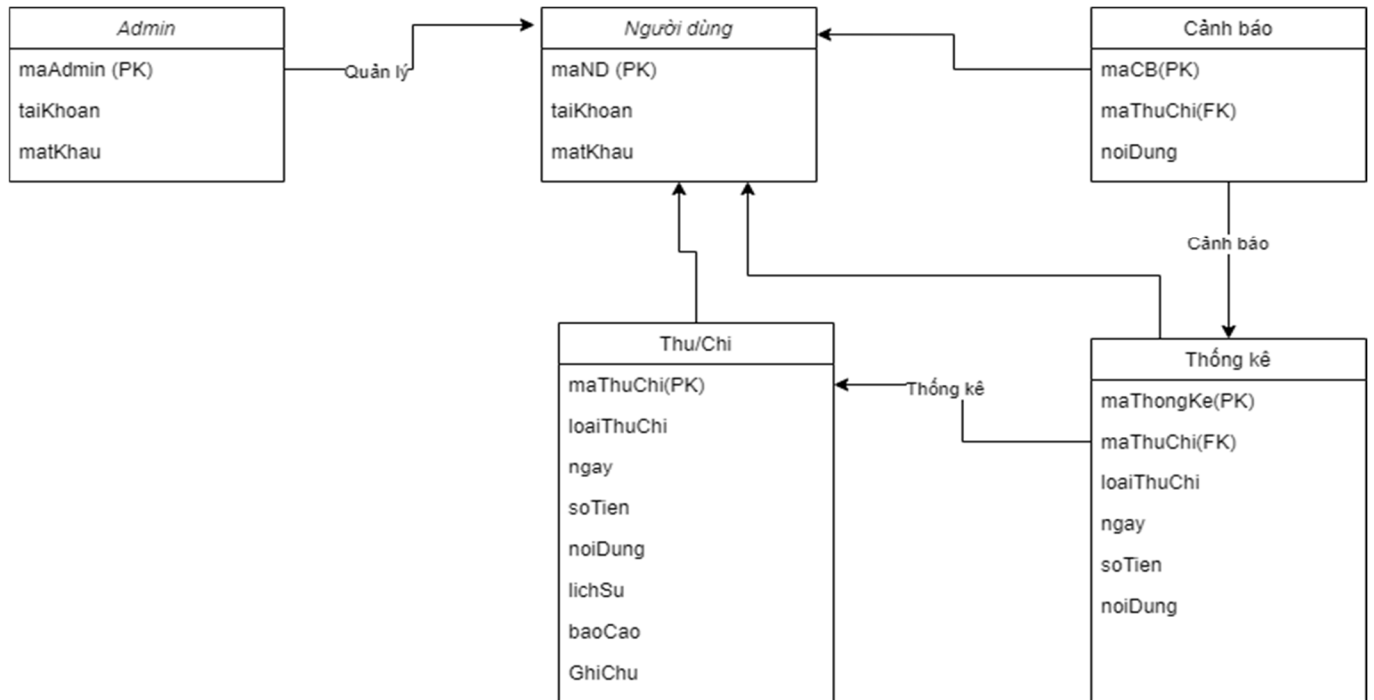 Admin
maAdmin (PK)
taiKhoan
matKhau
Quản lý
Người dùng
maND (PK)
taiKhoan
matKhau
Cảnh báo
maCB(PK)
maThuChi(FK)
noiDung
Cảnh báo
Thu/Chi
maThuChi(PK)
loaiThuChi
ngay
soTien
noiDung
lichSu
baoCao
GhiChu
Thống kê
Thống kê
maThongKe(PK)
maThuChi(FK)
loaiThuChi
ngay
soTien
noiDung